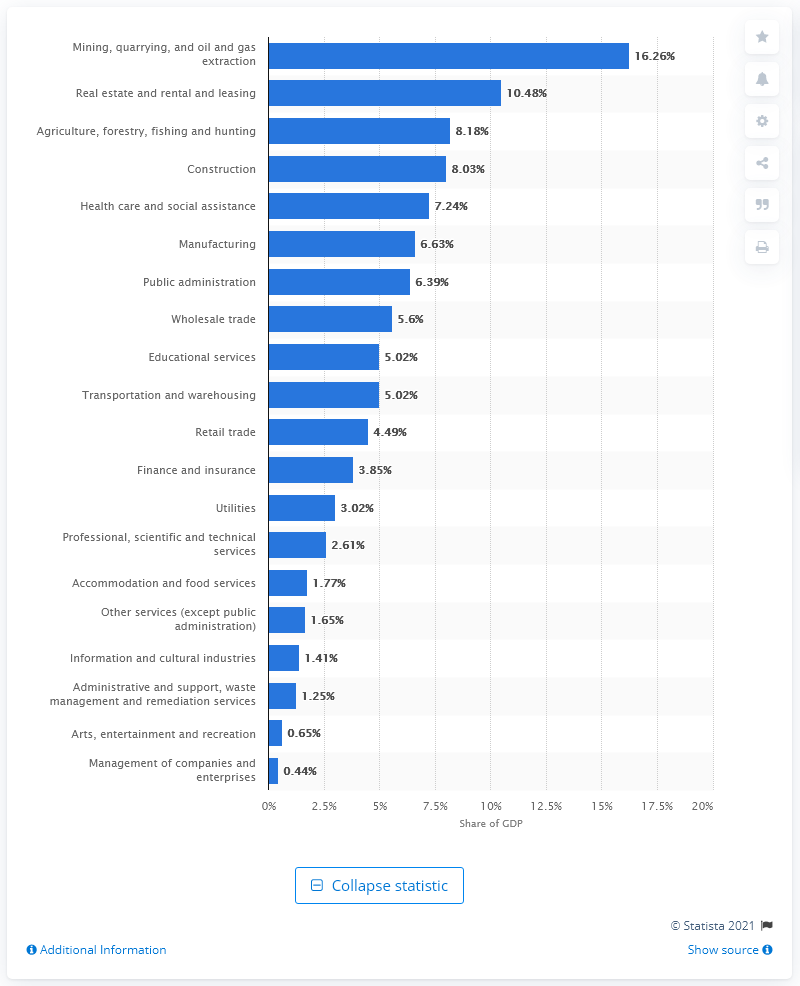 Mining, quarrying, and oil and gas
extraction
16.26%
Real estate and rental and leasing
10.48%
Agriculture, forestry, fishing and hunting
8.18%
Construction
8.03%
Health care and social assistance
7.24%
Manufacturing
6.63%
Public administration
6.39%
Wholesale trade
5.6%
Educational services
5.02%
Transportation and warehousing
5.02%
Retail trade
4.49%
Finance and insurance
3.85%
Utilities
3.02%
Professional, scientific and technical
services
2.61%
Accommodation and food services
1.77%
Other services (except public
administration)
1.65%
Information and cultural industries
1.41%
Administrative and support, waste
management and remediation services
1.25%
Arts, entertainment and recreation
0.65%
Management of companies and
enterprises
0.44%
0% 2.5% 5% 7.5% 10% 12.5% 15% 17.5% 20%
Share of GDP
Collapse statistic
© Statista 2021
Additional Information
Show source